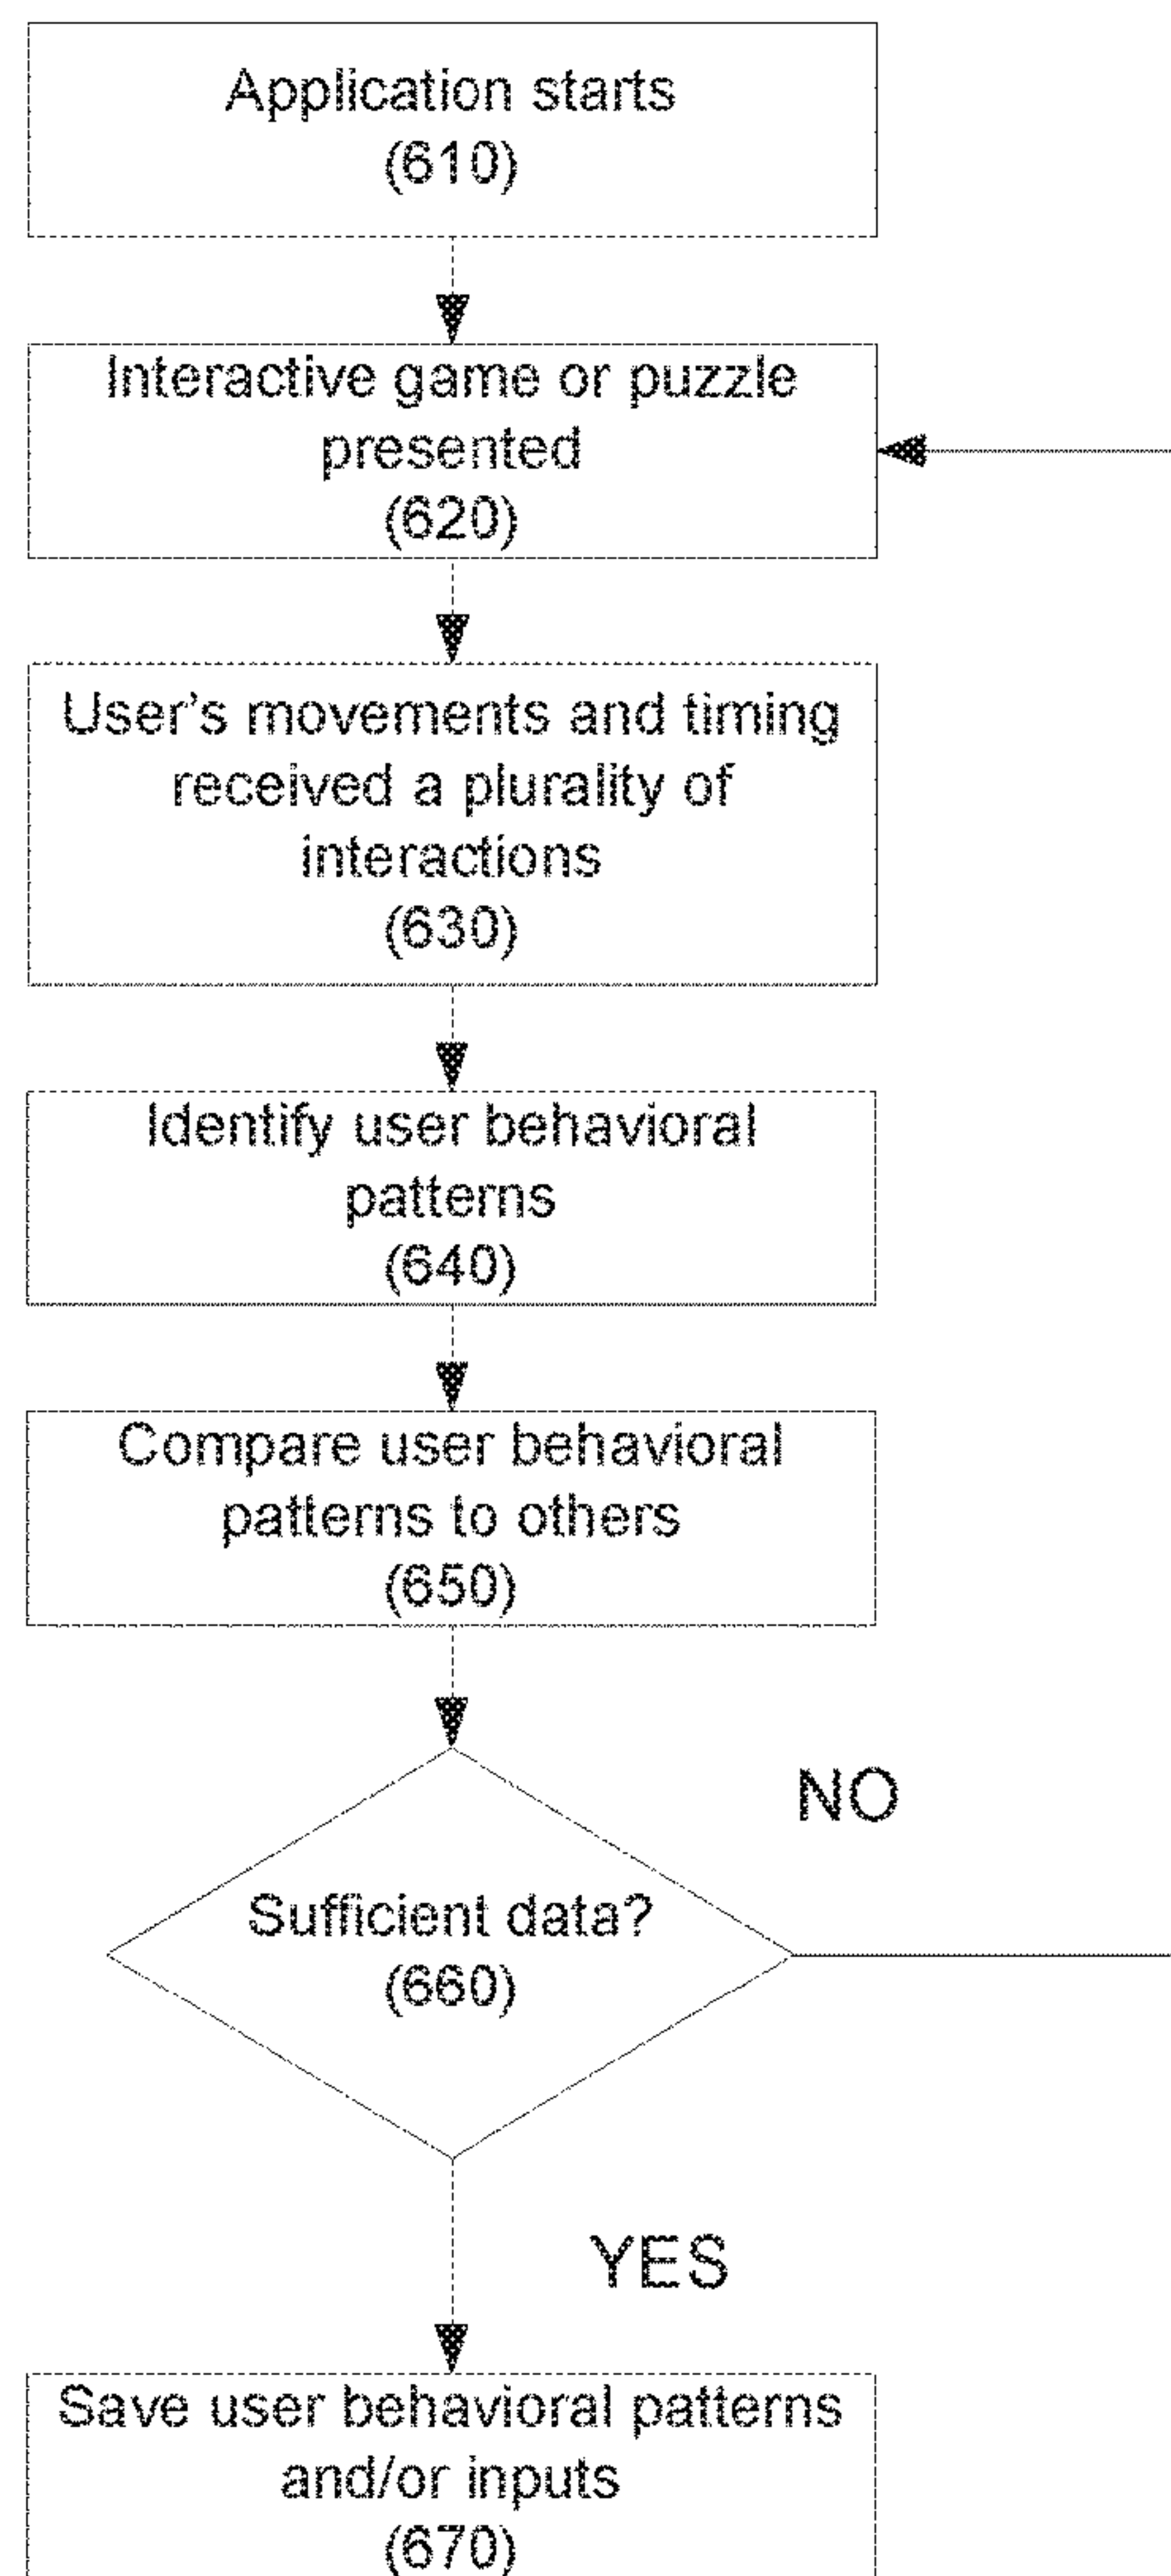 Application starts
(610)
Interactive game or puzzle
presented
(620)
User's movements and timing
received a plurality of
interactions
(630)
Identify user behavioral
patterns
(640)
Compare user behavioral
patterns to others
(650)
NO
Sufficient data?
(660)
YES
Save user behavioral patterns
and/or inputs
(670)